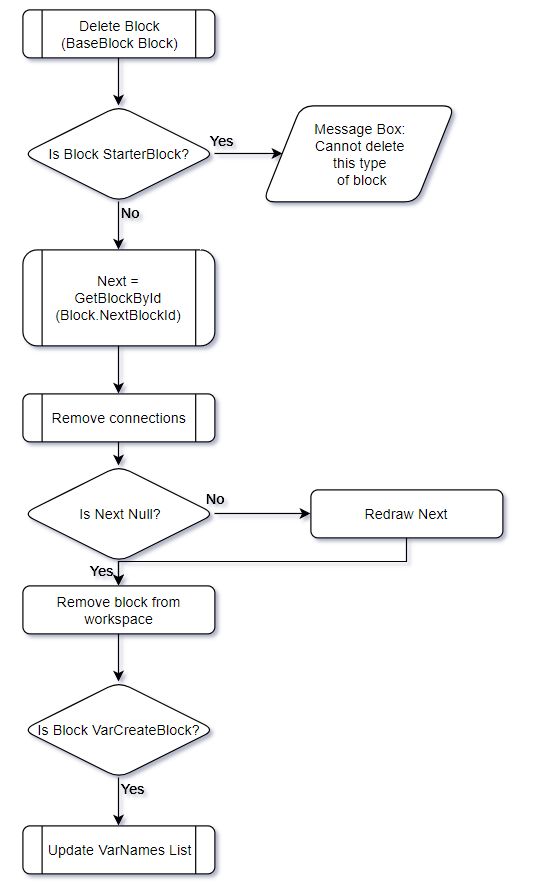 Delete Block
(BaseBlock Block)
Is Block StarterBlock?
Yes
Message Box:
Cannot delete
this type
of block
No
Next =
GetBlockById
(Block.NextBlockId)
Remove connections
Is Next Null?
No
Redraw Next
Yes
Remove block from
workspace
Is Block VarCreateBlock?
Yes
Update VarNames List